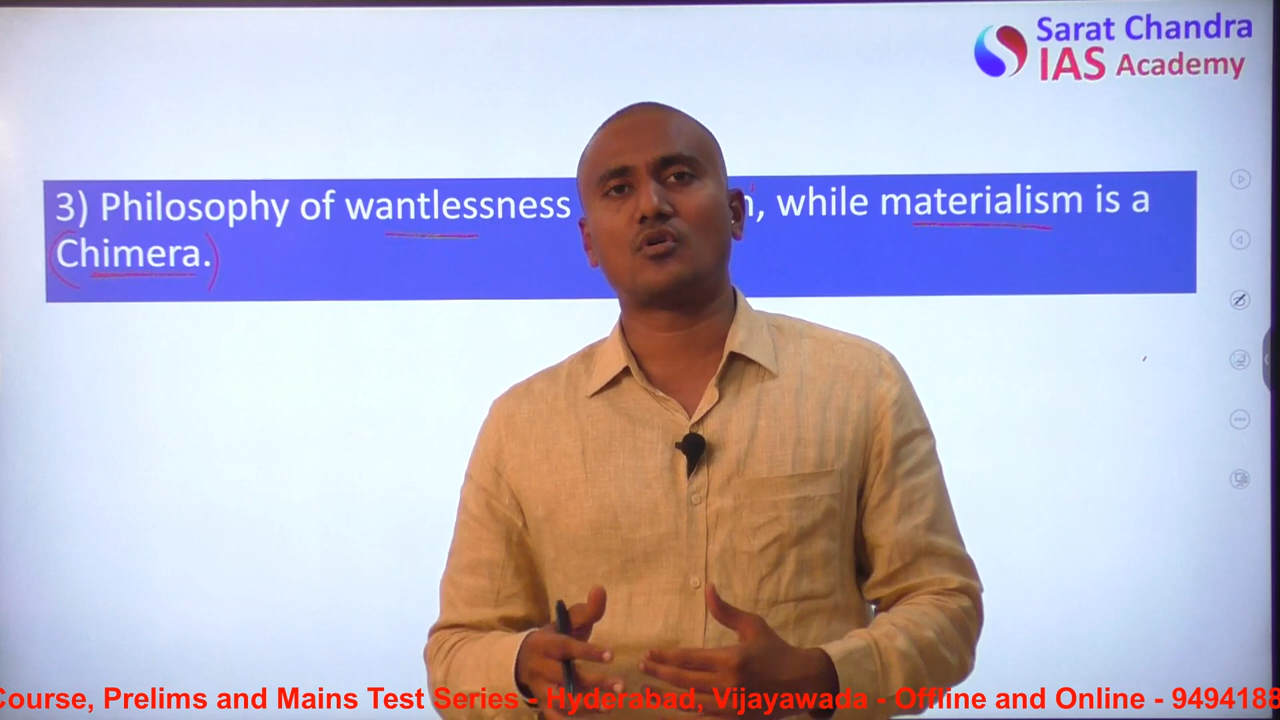 Sarat Chandra
IAS Academy
3) Philosophy of wantlessness , while materialism is a
Chimera.
Course, Prelims and Mains Test Series - Hyderabad, Vijayawada - Offline and Online - 949418